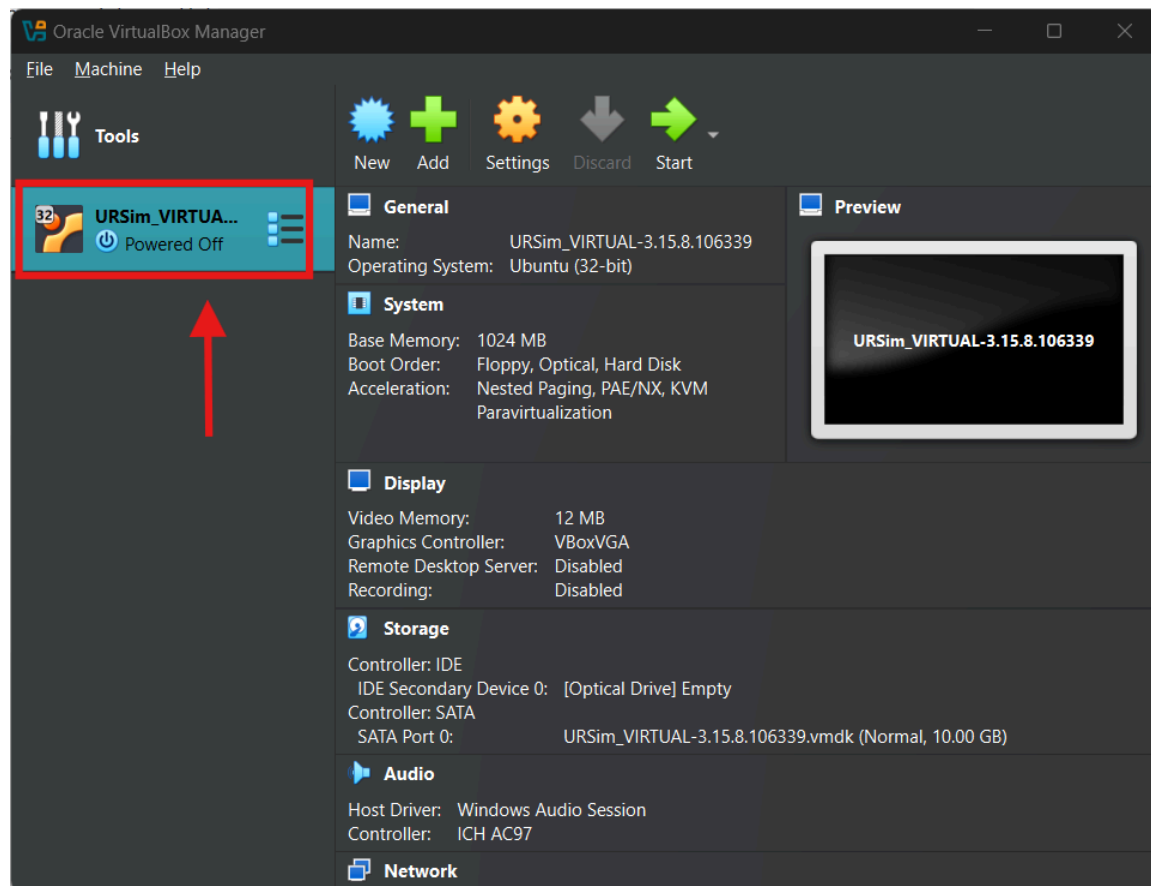 Oracle VirtualBox Manager
File Machine Help
Tools
New Add Settings Discard Start
32
URSim_VIRTUA...
Powered Off
General
Name: URSim_VIRTUAL-3.15.8.106339
Operating System: Ubuntu (32-bit)
System
Base Memory: 1024 MB
Boot Order: Floppy, Optical, Hard Disk
Acceleration: Nested Paging, PAE/NX, KVM
Paravirtualization
Preview
URSim_VIRTUAL-3.15.8.106339
Display
Video Memory: 12 MB
Graphics Controller: VBoxVGA
Remote Desktop Server: Disabled
Recording: Disabled
Storage
Controller: IDE
IDE Secondary Device 0: [Optical Drive] Empty
Controller: SATA
SATA Port 0: URSim_VIRTUAL-3.15.8.106339.vmdk (Normal, 10.00 GB)
Audio
Host Driver: Windows Audio Session
Controller: ICH AC97
Network